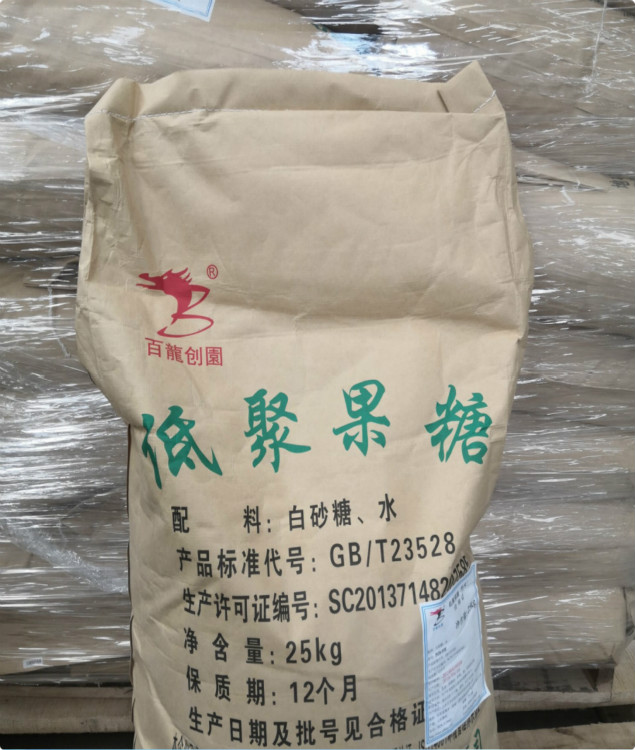 ®
百龍创園
低聚果糖
配 料：白砂糖、水
产品标准代号：GB/T23528
生产许可证编号：SC201371482
净含量：25kg
保质期：12个月
生产日期及批号见合格证